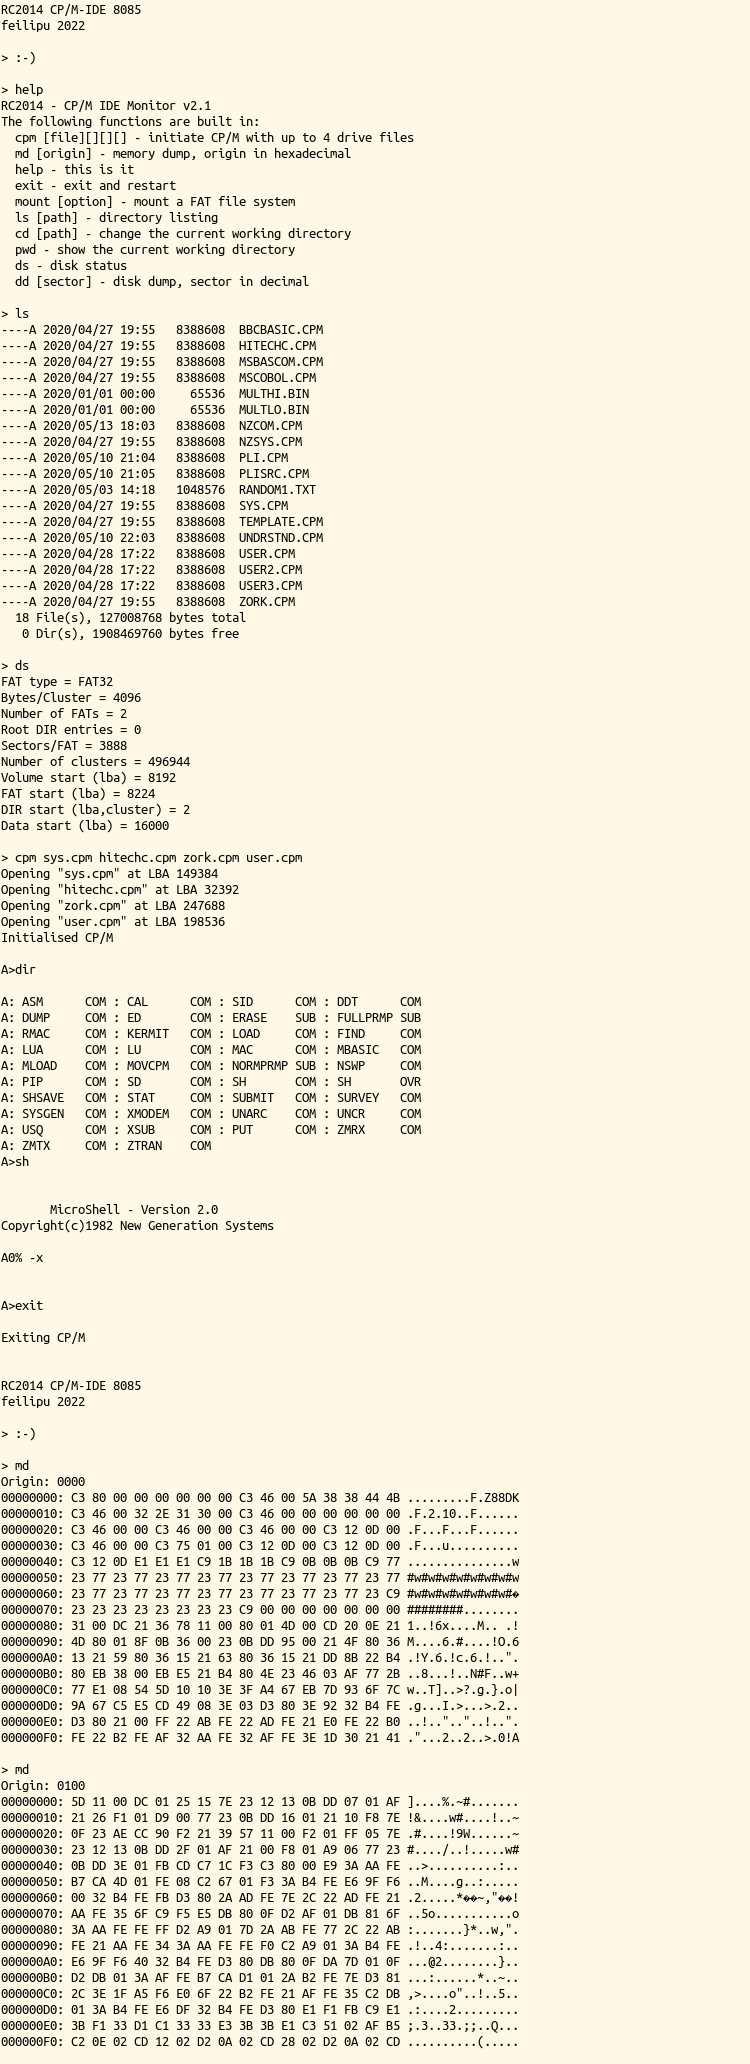 RC2014 CP/M-IDE 8085
feilipu 2022
> :-)
> help
RC2014 - CP/M IDE Monitor v2.1
The following functions are built in:
  cpm [file][][][] - initiate CP/M with up to 4 drive files
  md [origin] - memory dump, origin in hexadecimal
  help - this is it
  exit - exit and restart
  mount [option] - mount a FAT file system
  ls [path] - directory listing
  cd [path] - change the current working directory
  pwd - show the current working directory
  ds - disk status
  dd [sector] - disk dump, sector in decimal
> ls
----A 2020/04/27 19:55   8388608  BBCBASIC.CPM
----A 2020/04/27 19:55   8388608  HITECHC.CPM
----A 2020/04/27 19:55   8388608  MSBASCOM.CPM
----A 2020/04/27 19:55   8388608  MSCOBOL.CPM
----A 2020/01/01 00:00     65536  MULTHI.BIN
----A 2020/01/01 00:00     65536  MULTLO.BIN
----A 2020/05/13 18:03   8388608  NZCOM.CPM
----A 2020/04/27 19:55   8388608  NZSYS.CPM
----A 2020/05/10 21:04   8388608  PLI.CPM
----A 2020/05/10 21:05   8388608  PLISRC.CPM
----A 2020/05/03 14:18   1048576  RANDOM1.TXT
----A 2020/04/27 19:55   8388608  SYS.CPM
----A 2020/04/27 19:55   8388608  TEMPLATE.CPM
----A 2020/05/10 22:03   8388608  UNDRSTND.CPM
----A 2020/04/28 17:22   8388608  USER.CPM
----A 2020/04/28 17:22   8388608  USER2.CPM
----A 2020/04/28 17:22   8388608  USER3.CPM
----A 2020/04/27 19:55   8388608  ZORK.CPM
  18 File(s), 127008768 bytes total
   0 Dir(s), 1908469760 bytes free
> ds
FAT type = FAT32
Bytes/Cluster = 4096
Number of FATs = 2
Root DIR entries = 0
Sectors/FAT = 3888
Number of clusters = 496944
Volume start (lba) = 8192
FAT start (lba) = 8224
DIR start (lba,cluster) = 2
Data start (lba) = 16000
> cpm sys.cpm hitechc.cpm zork.cpm user.cpm
Opening "sys.cpm" at LBA 149384
Opening "hitechc.cpm" at LBA 32392
Opening "zork.cpm" at LBA 247688
Opening "user.cpm" at LBA 198536
Initialised CP/M
A>dir
A: ASM      COM : CAL      COM : SID      COM : DDT      COM
A: DUMP     COM : ED       COM : ERASE    SUB : FULLPRMP SUB
A: RMAC     COM : KERMIT   COM : LOAD     COM : FIND     COM
A: LUA      COM : LU       COM : MAC      COM : MBASIC   COM
A: MLOAD    COM : MOVCPM   COM : NORMPRMP SUB : NSWP     COM
A: PIP      COM : SD       COM : SH       COM : SH       OVR
A: SHSAVE   COM : STAT     COM : SUBMIT   COM : SURVEY   COM
A: SYSGEN   COM : XMODEM   COM : UNARC    COM : UNCR     COM
A: USQ      COM : XSUB     COM : PUT      COM : ZMRX     COM
A: ZMTX     COM : ZTRAN    COM
A>sh
       MicroShell - Version 2.0
Copyright(c)1982 New Generation Systems
A0% -x
A>exit
Exiting CP/M
RC2014 CP/M-IDE 8085
feilipu 2022
> :-)
> md
Origin: 0000
00000000: C3 80 00 00 00 00 00 00 C3 46 00 5A 38 38 44 4B .........F.Z88DK
00000010: C3 46 00 32 2E 31 30 00 C3 46 00 00 00 00 00 00 .F.2.10..F......
00000020: C3 46 00 00 C3 46 00 00 C3 46 00 00 C3 12 0D 00 .F...F...F......
00000030: C3 46 00 00 C3 75 01 00 C3 12 0D 00 C3 12 0D 00 .F...u..........
00000040: C3 12 0D E1 E1 E1 C9 1B 1B 1B C9 0B 0B 0B C9 77 ...............w
00000050: 23 77 23 77 23 77 23 77 23 77 23 77 23 77 23 77 #w#w#w#w#w#w#w#w
00000060: 23 77 23 77 23 77 23 77 23 77 23 77 23 77 23 C9 #w#w#w#w#w#w#w#�
00000070: 23 23 23 23 23 23 23 23 C9 00 00 00 00 00 00 00 ########........
00000080: 31 00 DC 21 36 78 11 00 80 01 4D 00 CD 20 0E 21 1..!6x....M.. .!
00000090: 4D 80 01 8F 0B 36 00 23 0B DD 95 00 21 4F 80 36 M....6.#....!O.6
000000A0: 13 21 59 80 36 15 21 63 80 36 15 21 DD 8B 22 B4 .!Y.6.!c.6.!..".
000000B0: 80 EB 38 00 EB E5 21 B4 80 4E 23 46 03 AF 77 2B ..8...!..N#F..w+
000000C0: 77 E1 08 54 5D 10 10 3E 3F A4 67 EB 7D 93 6F 7C w..T]..>?.g.}.o|
000000D0: 9A 67 C5 E5 CD 49 08 3E 03 D3 80 3E 92 32 B4 FE .g...I.>...>.2..
000000E0: D3 80 21 00 FF 22 AB FE 22 AD FE 21 E0 FE 22 B0 ..!.."..".."..!..".
000000F0: FE 22 B2 FE AF 32 AA FE 32 AF FE 3E 1D 30 21 41 ."...2..2..>.0!A
> md
Origin: 0100
00000000: 5D 11 00 DC 01 25 15 7E 23 12 13 0B DD 07 01 AF ]....%.~#.......
00000010: 21 26 F1 01 D9 00 77 23 0B DD 16 01 21 10 F8 7E !&....w#....!..~
00000020: 0F 23 AE CC 90 F2 21 39 57 11 00 F2 01 FF 05 7E .#....!9W......~
00000030: 23 12 13 0B DD 2F 01 AF 21 00 F8 01 A9 06 77 23 #..../..!.....w#
00000040: 0B DD 3E 01 FB CD C7 1C F3 C3 80 00 E9 3A AA FE ..>..........:..
00000050: B7 CA 4D 01 FE 08 C2 67 01 F3 3A B4 FE E6 9F F6 ..M....g..:.....
00000060: 00 32 B4 FE FB D3 80 2A AD FE 7E 2C 22 AD FE 21 .2.....*��~,"��!
00000070: AA FE 35 6F C9 F5 E5 DB 80 0F D2 AF 01 DB 81 6F ..5o...........o
00000080: 3A AA FE FE FF D2 A9 01 7D 2A AB FE 77 2C 22 AB :.......}*..w,".
00000090: FE 21 AA FE 34 3A AA FE FE F0 C2 A9 01 3A B4 FE .!..4:.......:..
000000A0: E6 9F F6 40 32 B4 FE D3 80 DB 80 0F DA 7D 01 0F ...@2........}..
000000B0: D2 DB 01 3A AF FE B7 CA D1 01 2A B2 FE 7E D3 81 ...:......*..~..
000000C0: 2C 3E 1F A5 F6 E0 6F 22 B2 FE 21 AF FE 35 C2 DB ,>....o"..!..5..
000000D0: 01 3A B4 FE E6 DF 32 B4 FE D3 80 E1 F1 FB C9 E1 .:....2.........
000000E0: 3B F1 33 D1 C1 33 33 E3 3B 3B E1 C3 51 02 AF B5 ;.3..33.;;..Q...
000000F0: C2 0E 02 CD 12 02 D2 0A 02 CD 28 02 D2 0A 02 CD ..........(.....